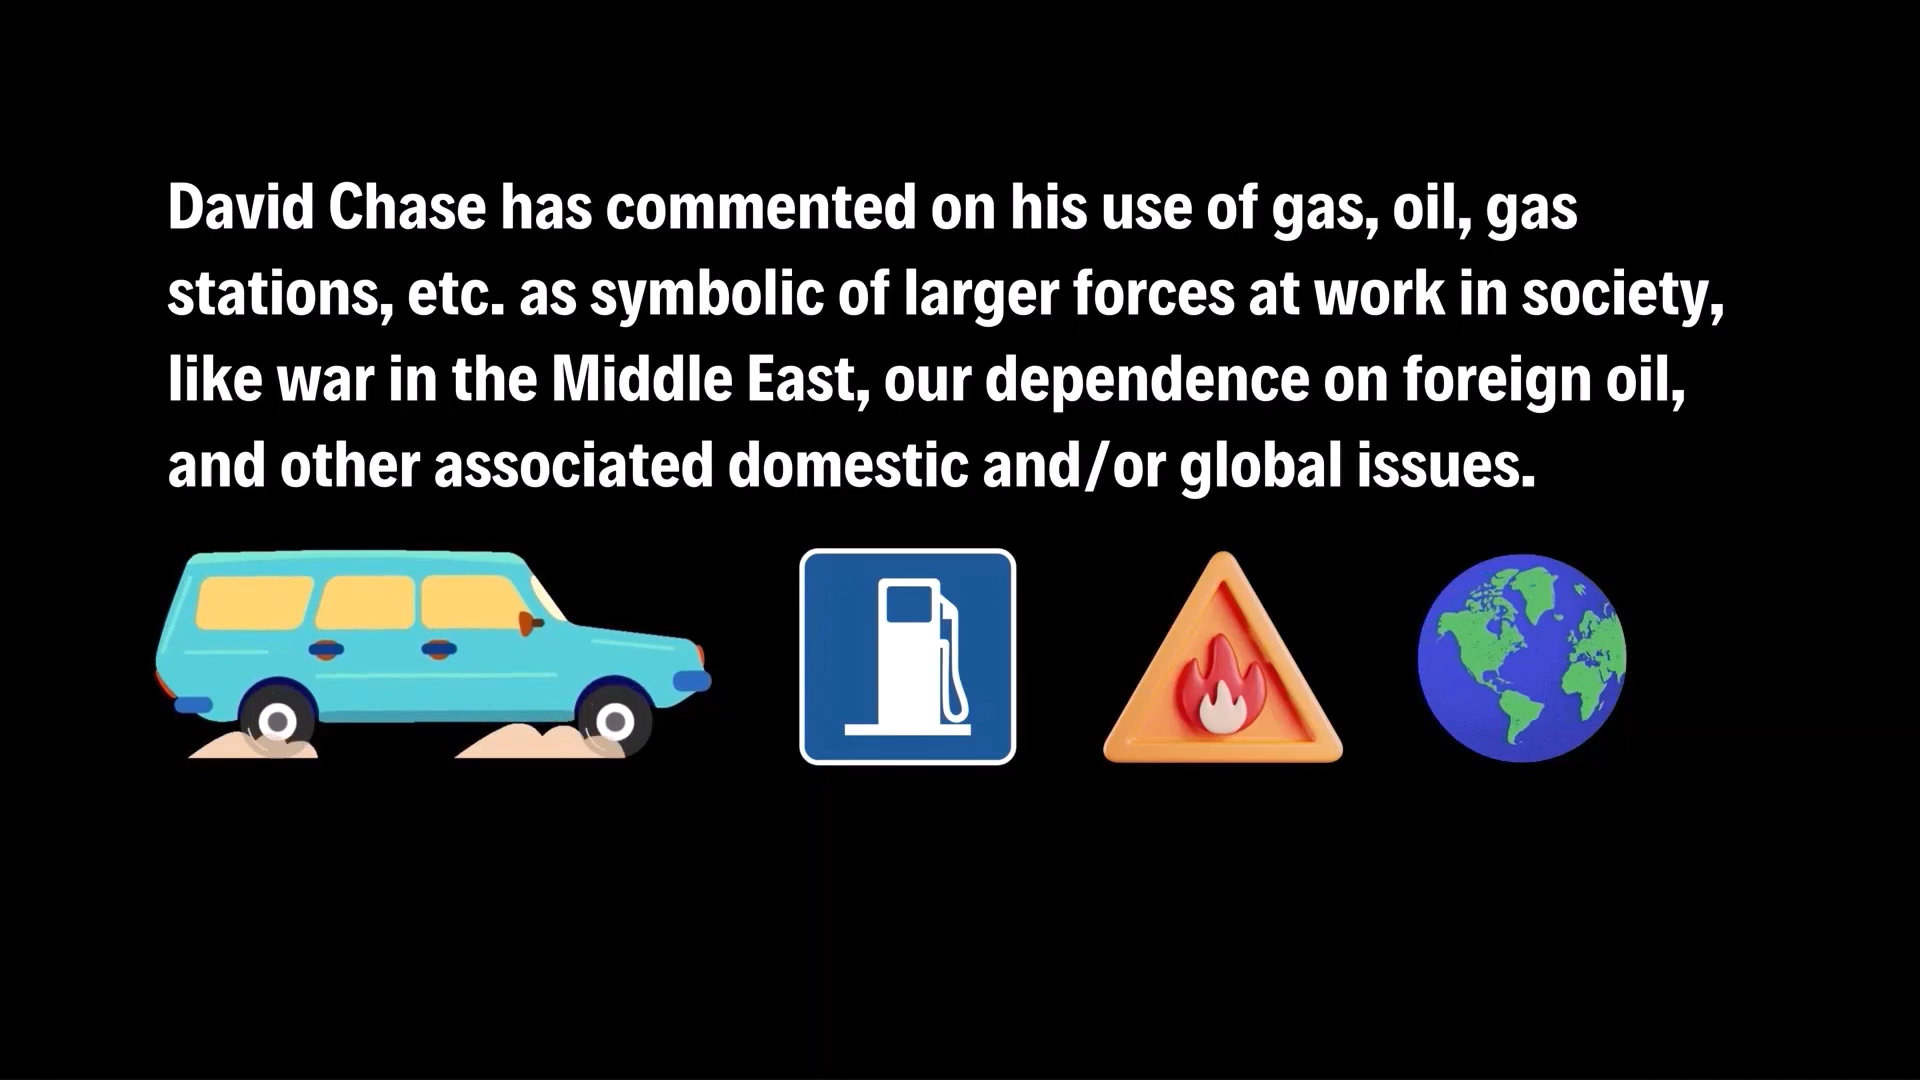 David Chase has commented on his use of gas, oil, gas
stations, etc. as symbolic of larger forces at work in society,
like war in the Middle East, our dependence on foreign oil,
and other associated domestic and/or global issues.